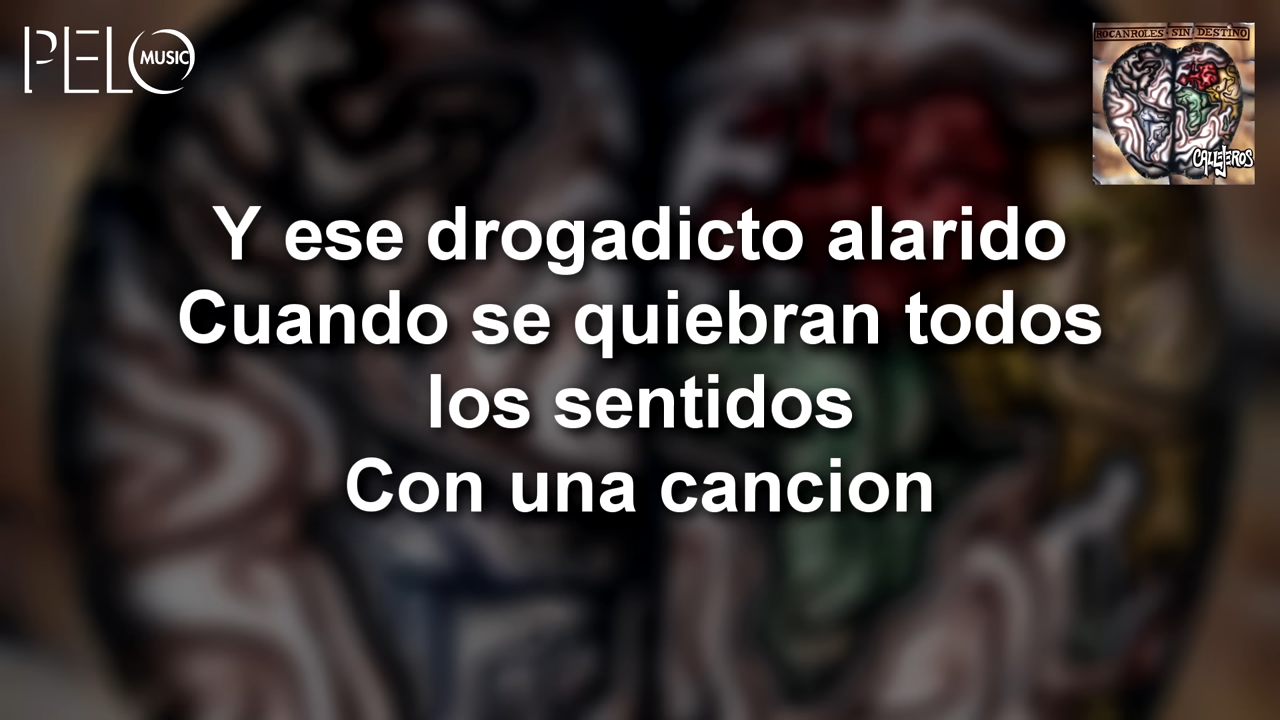 PELO MUSIC
ROCANROLES SIN DESTINO
CALLEJEROS
Y ese drogadicto alarido
Cuando se quiebran todos
los sentidos
Con una cancion